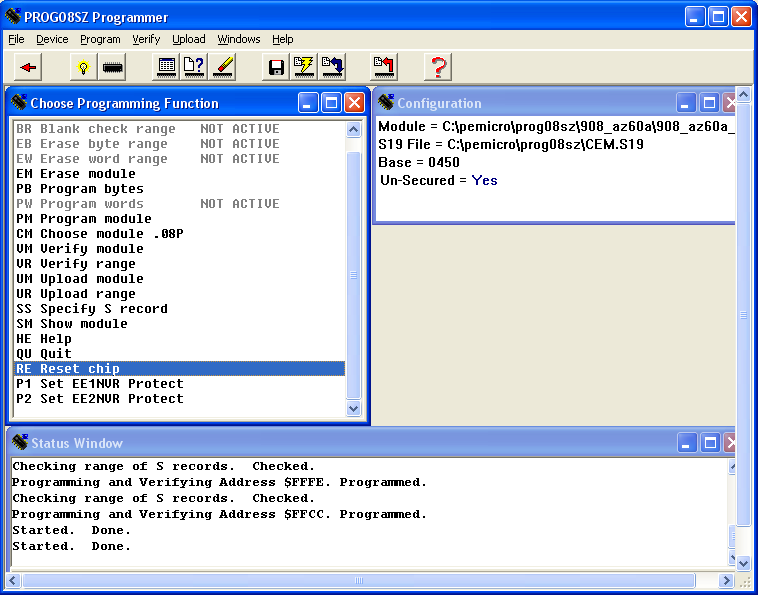 PROG08SZ Programmer
File Device Program Verify Upload Windows Help
Choose Programming Function
BR Blank check range NOT ACTIVE
EB Erase byte range NOT ACTIVE
EW Erase word range NOT ACTIVE
EM Erase module
PB Program bytes
PW Program words NOT ACTIVE
PM Program module
CM Choose module .08P
VM Verify module
VR Verify range
UM Upload module
UR Upload range
SS Specify S record
SM Show module
HE Help
QU Quit
RE Reset chip
P1 Set EE1NVR Protect
P2 Set EE2NVR Protect
Configuration
Module = C:\pemicro\prog08sz\908_az60a\908_az60a_
S19 File = C:\pemicro\prog08sz\CEM.S19
Base = 0450
Un-Secured = Yes
Status Window
Checking range of S records. Checked.
Programming and Verifying Address $FFFE. Programmed.
Checking range of S records. Checked.
Programming and Verifying Address $FFCC. Programmed.
Started. Done.
Started. Done.